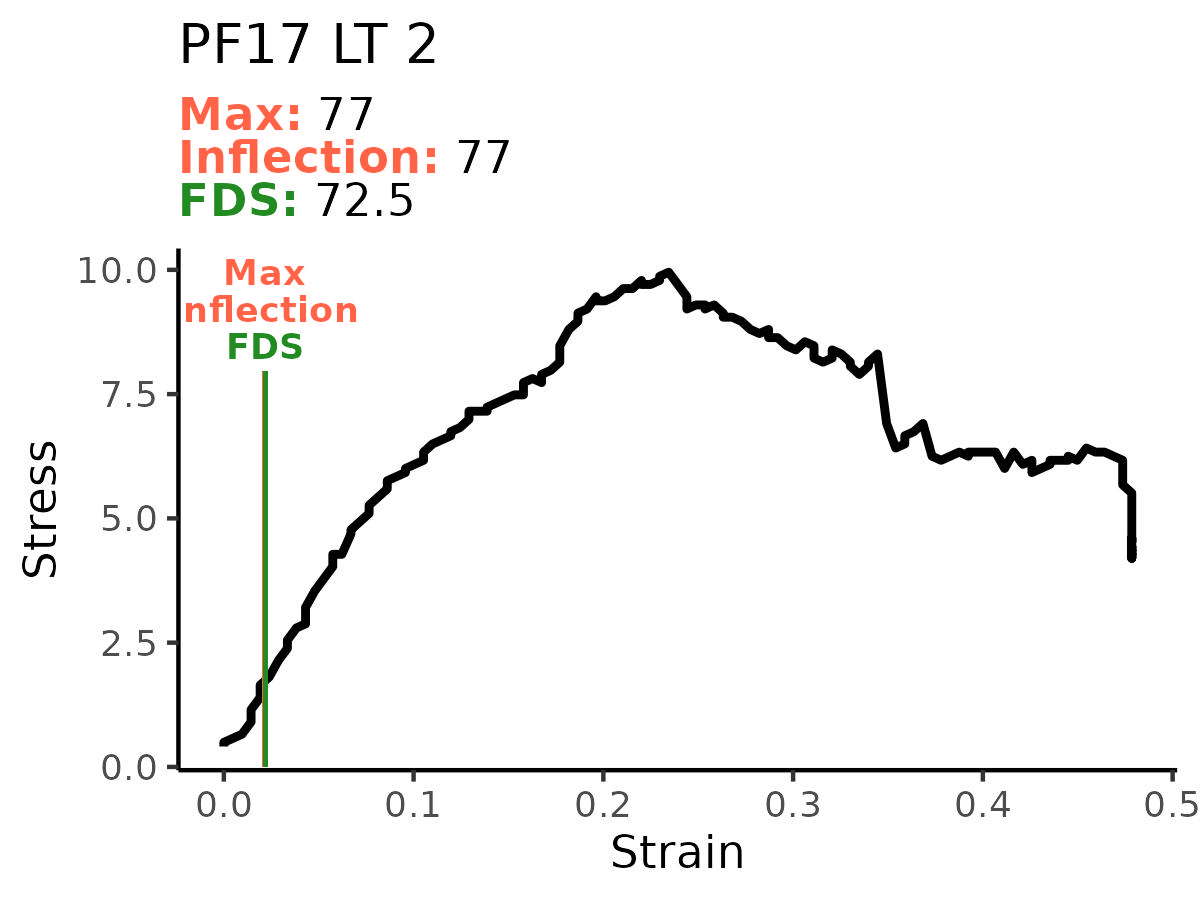 PF17 LT 2
Max: 77
Inflection: 77
FDS: 72.5
Max
nflection
FDS
10.0
7.5
5.0
2.5
0.0
Stress
0.0 0.1 0.2 0.3 0.4 0.5
Strain